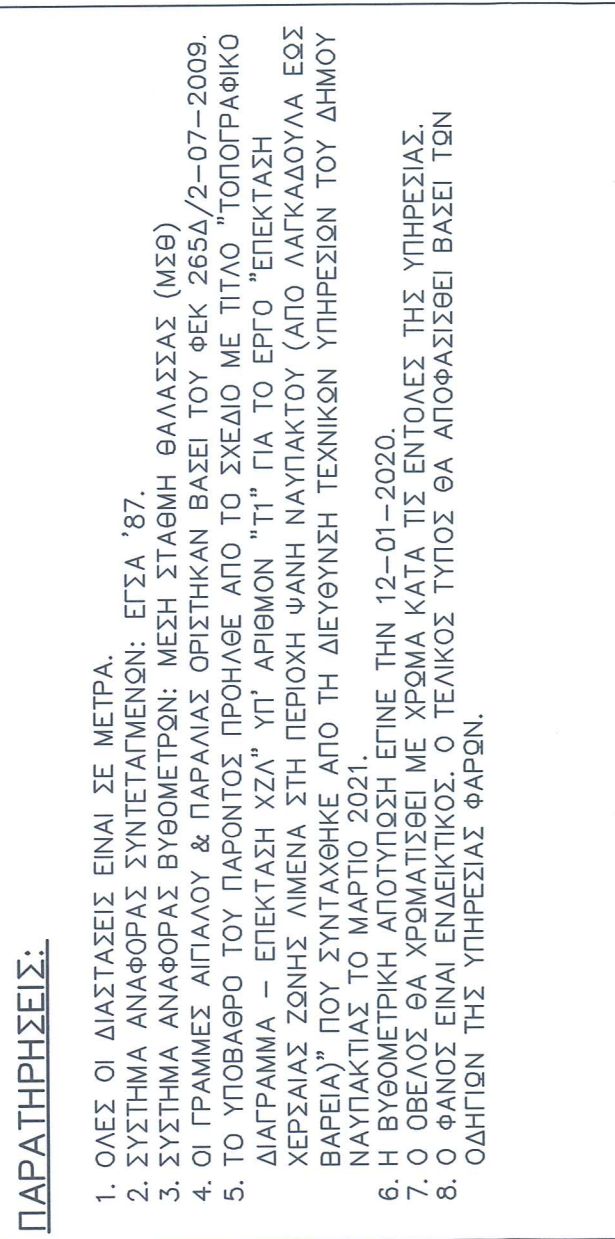 ΠΑΡΑΤΗΡΗΣΕΙΣ:
1. ΟΛΕΣ ΟΙ ΔΙΑΣΤΑΣΕΙΣ ΕΙΝΑΙ ΣΕ ΜΕΤΡΑ.
2. ΣΥΣΤΗΜΑ ΑΝΑΦΟΡΑΣ ΣΥΝΤΕΤΑΓΜΕΝΩΝ: ΕΓΣΑ '87.
3. ΣΥΣΤΗΜΑ ΑΝΑΦΟΡΑΣ ΒΥΘΟΜΕΤΡΩΝ: ΜΕΣΗ ΣΤΑΘΜΗ ΘΑΛΑΣΣΑΣ (ΜΣΘ)
4. ΟΙ ΓΡΑΜΜΕΣ ΑΙΓΙΑΛΟΥ & ΠΑΡΑΛΙΑΣ ΟΡΙΣΤΗΚΑΝ ΒΑΣΕΙ ΤΟΥ ΦΕΚ 265Δ/2-07-2009.
5. ΤΟ ΥΠΟΒΑΘΡΟ ΤΟΥ ΠΑΡΟΝΤΟΣ ΠΡΟΗΛΘΕ ΑΠΟ ΤΟ ΣΧΕΔΙΟ ΜΕ ΤΙΤΛΟ "ΤΟΠΟΓΡΑΦΙΚΟ
ΔΙΑΓΡΑΜΜΑ – ΕΠΕΚΤΑΣΗ ΧΖΛ" ΥΠ' ΑΡΙΘΜΟΝ "Τ1" ΓΙΑ ΤΟ ΕΡΓΟ "ΕΠΕΚΤΑΣΗ
ΧΕΡΣΑΙΑΣ ΖΩΝΗΣ ΛΙΜΕΝΑ ΣΤΗ ΠΕΡΙΟΧΗ ΨΑΝΗ ΝΑΥΠΑΚΤΟΥ (ΑΠΟ ΛΑΓΚΑΔΟΥΛΑ ΕΩΣ
ΒΑΡΕΙΑ)" ΠΟΥ ΣΥΝΤΑΧΘΗΚΕ ΑΠΟ ΤΗ ΔΙΕΥΘΥΝΣΗ ΤΕΧΝΙΚΩΝ ΥΠΗΡΕΣΙΩΝ ΤΟΥ ΔΗΜΟΥ
ΝΑΥΠΑΚΤΙΑΣ ΤΟ ΜΑΡΤΙΟ 2021.
6. Η ΒΥΘΟΜΕΤΡΙΚΗ ΑΠΟΤΥΠΩΣΗ ΕΓΙΝΕ ΤΗΝ 12-01-2020.
7. Ο ΟΒΕΛΟΣ ΘΑ ΧΡΩΜΑΤΙΣΘΕΙ ΜΕ ΧΡΩΜΑ ΚΑΤΑ ΤΙΣ ΕΝΤΟΛΕΣ ΤΗΣ ΥΠΗΡΕΣΙΑΣ.
8. Ο ΦΑΝΟΣ ΕΙΝΑΙ ΕΝΔΕΙΚΤΙΚΟΣ. Ο ΤΕΛΙΚΟΣ ΤΥΠΟΣ ΘΑ ΑΠΟΦΑΣΙΣΘΕΙ ΒΑΣΕΙ ΤΩΝ
ΟΔΗΓΙΩΝ ΤΗΣ ΥΠΗΡΕΣΙΑΣ ΦΑΡΩΝ.